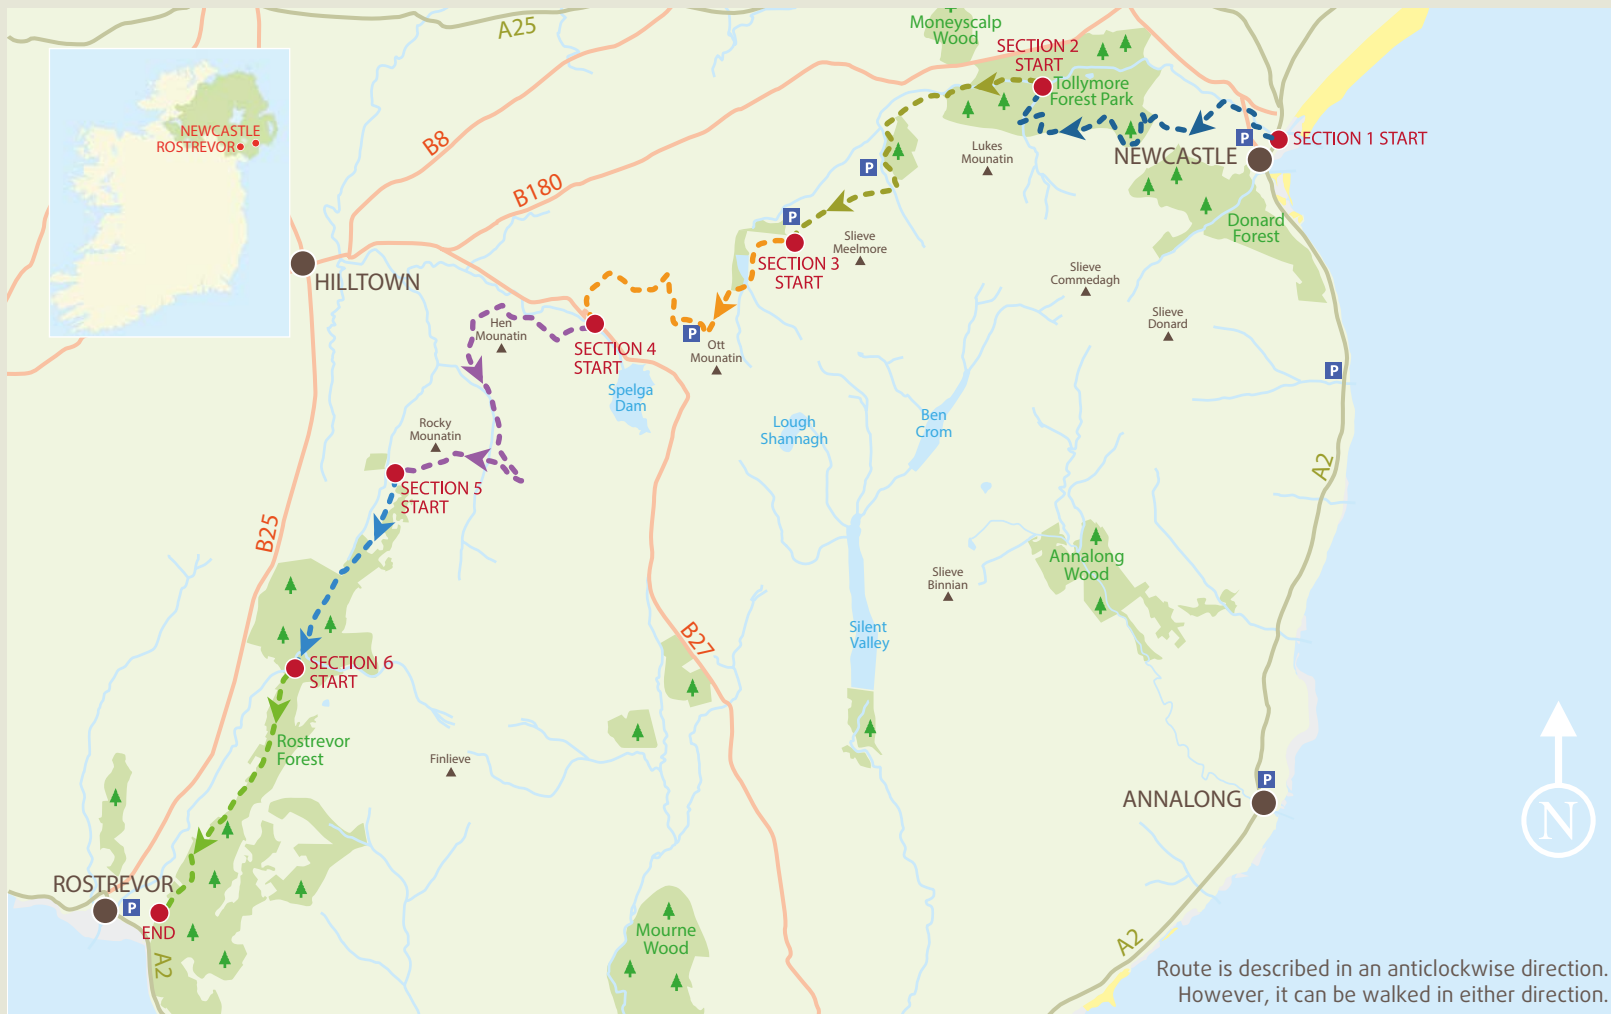 A25
Moneyscalp
Wood
SECTION 2
START
Tollymore
Forest Park
NEWCASTLE
ROSTREVOR
B8
B180
Lukes
Mounatin
P
SECTION 1 START
NEWCASTLE
P
P
Donard
Forest
Slieve
Meelmore
SECTION 3
START
HILLTOWN
Slieve
Commedagh
Slieve
Donard
Hen
Mounatin
P
SECTION 4
START
Ott
Mounatin
P
Spelga
Dam
Lough
Shannagh
Ben
Crom
Rocky
Mounatin
A2
SECTION 5
START
B25
Annalong
Wood
Slieve
Binnian
Silent
Valley
B27
SECTION 6
START
Rostrevor
Forest
Finlieve
P
ANNALONG
N
ROSTREVOR
P
END
A2
Mourne
Wood
A2
Route is described in an anticlockwise direction.
However, it can be walked in either direction.